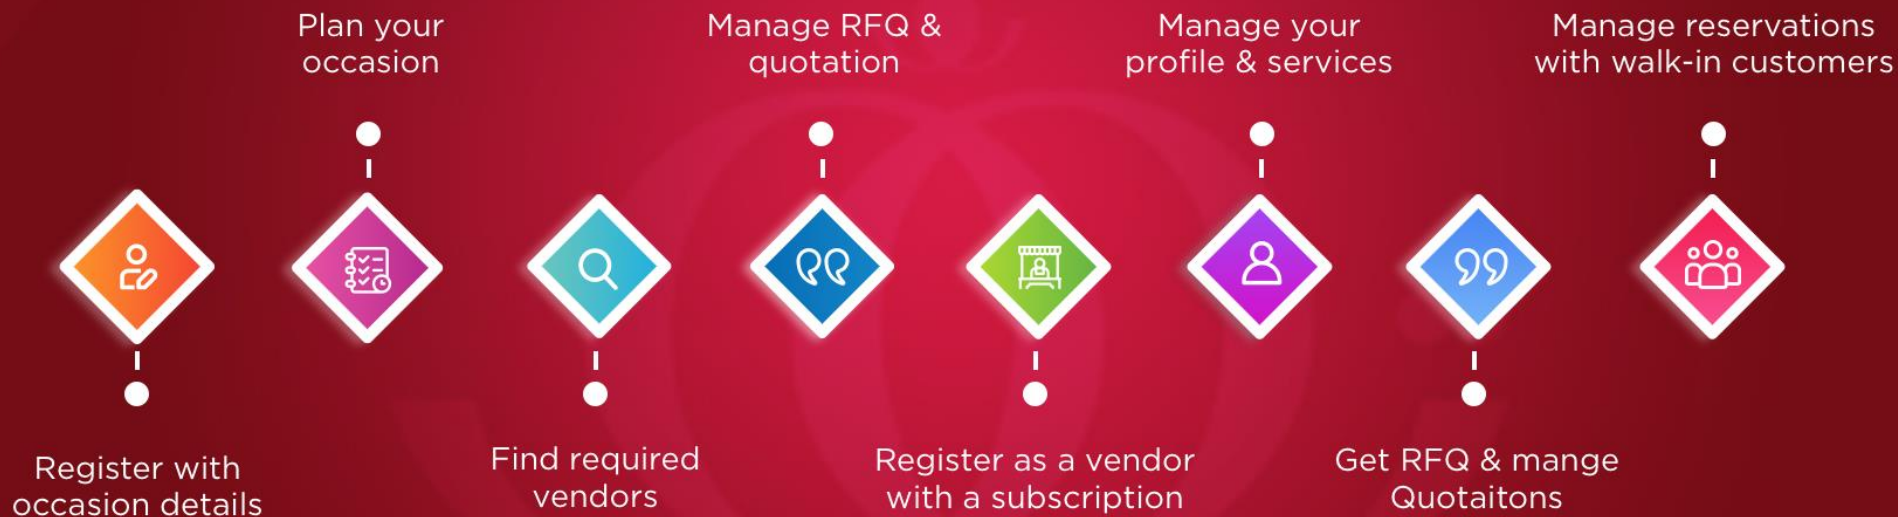 Plan your
occasion
Manage RFQ &
quotation
Manage your
profile & services
Manage reservations
with walk-in customers
Register with
occasion details
Find required
vendors
Register as a vendor
with a subscription
Get RFQ & mange
Quotaitons